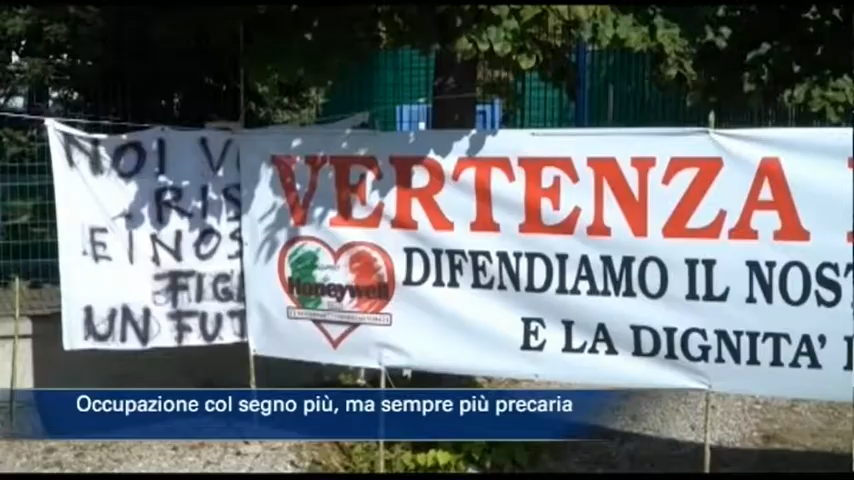 NOI V
RIS
E I NOS
FIGL
UN FUT
VERTENZA
Honeywell
DIFENDIAMO IL NOST
E LA DIGNITA'
Occupazione col segno più, ma sempre più precaria